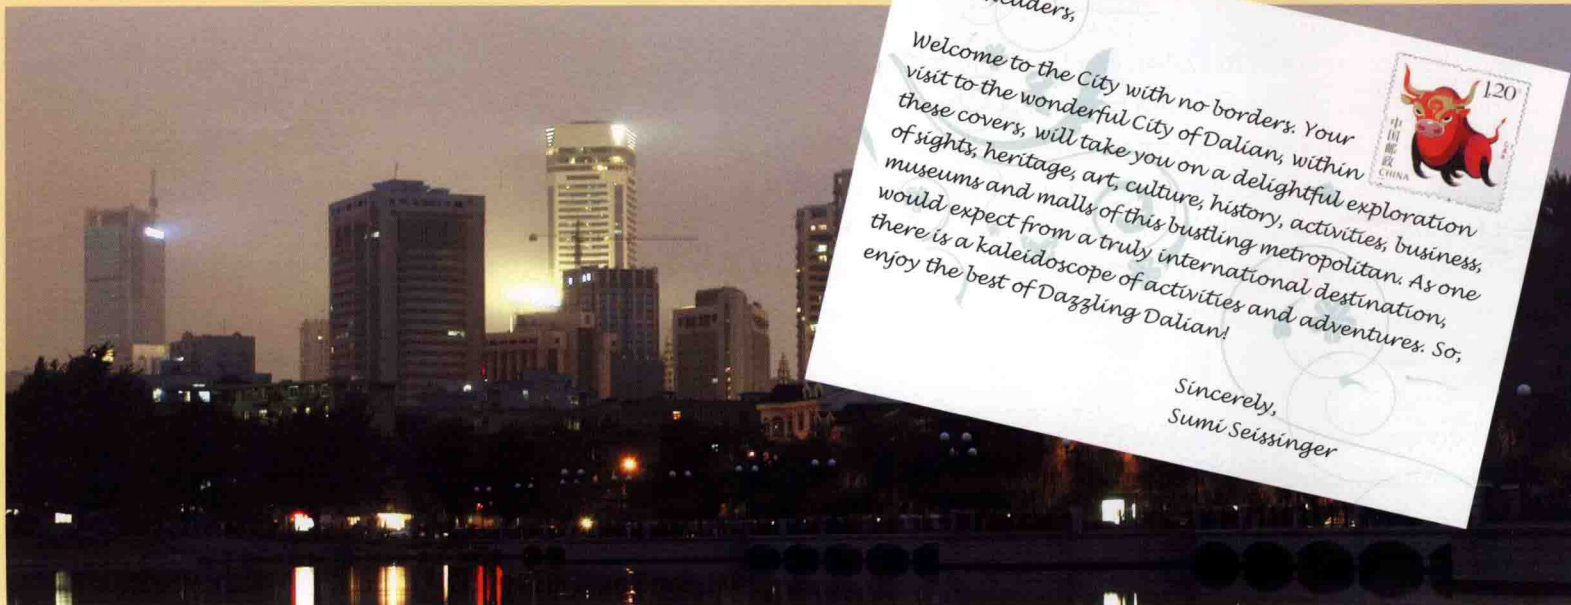 Welcome to the City with no borders. Your
visit to the wonderful City of Dalian, within
these covers, will take you on a delightful exploration
of sights, heritage, art, culture, history, activities, business,
museums and malls of this bustling metropolitan. As one
would expect from a truly international destination,
there is a kaleidoscope of activities and adventures. So,
enjoy the best of Dazzling Dalian!
Sincerely,
Sumi Seissinger
1.20
中国邮政
CHINA